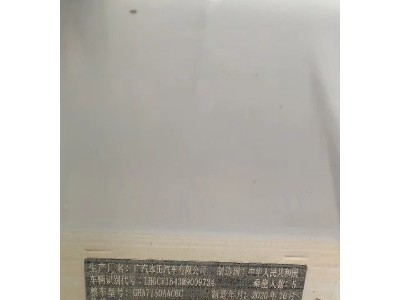 生产厂名：广汽本田汽车有限公司 制造国：中华人民共和国
车辆识别代号：LHGCV1643M8009734 乘坐人数：5
整车型号：GHA7150AAC6C 制造年月：2020年10月